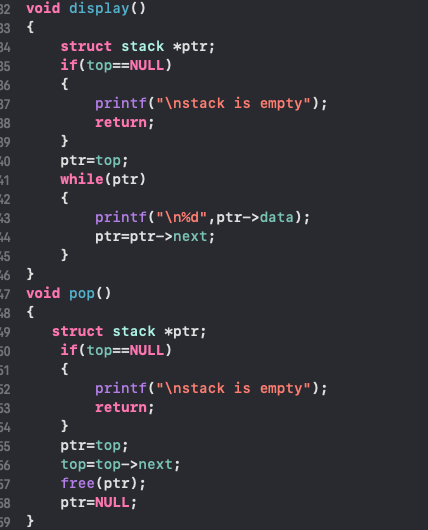 32 void display()
33 {
34     struct stack *ptr;
35     if(top==NULL)
36     {
37         printf("\nstack is empty");
38         return;
39     }
40     ptr=top;
41     while(ptr)
42     {
43         printf("\n%d",ptr->data);
44         ptr=ptr->next;
45     }
46 }
47 void pop()
48 {
49    struct stack *ptr;
50     if(top==NULL)
51     {
52         printf("\nstack is empty");
53         return;
54     }
55     ptr=top;
56     top=top->next;
57     free(ptr);
58     ptr=NULL;
59 }